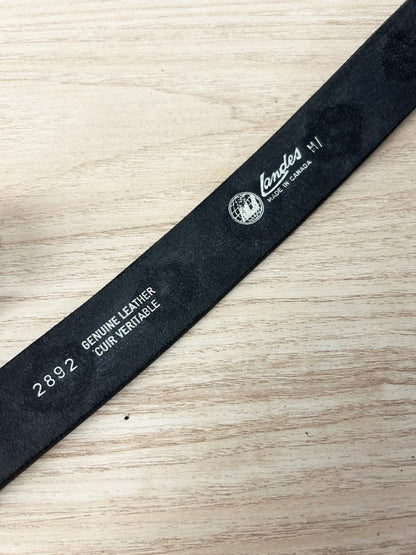 2892
GENUINE LEATHER
CUIR VERITABLE
Landes
MADE IN CANADA
M/